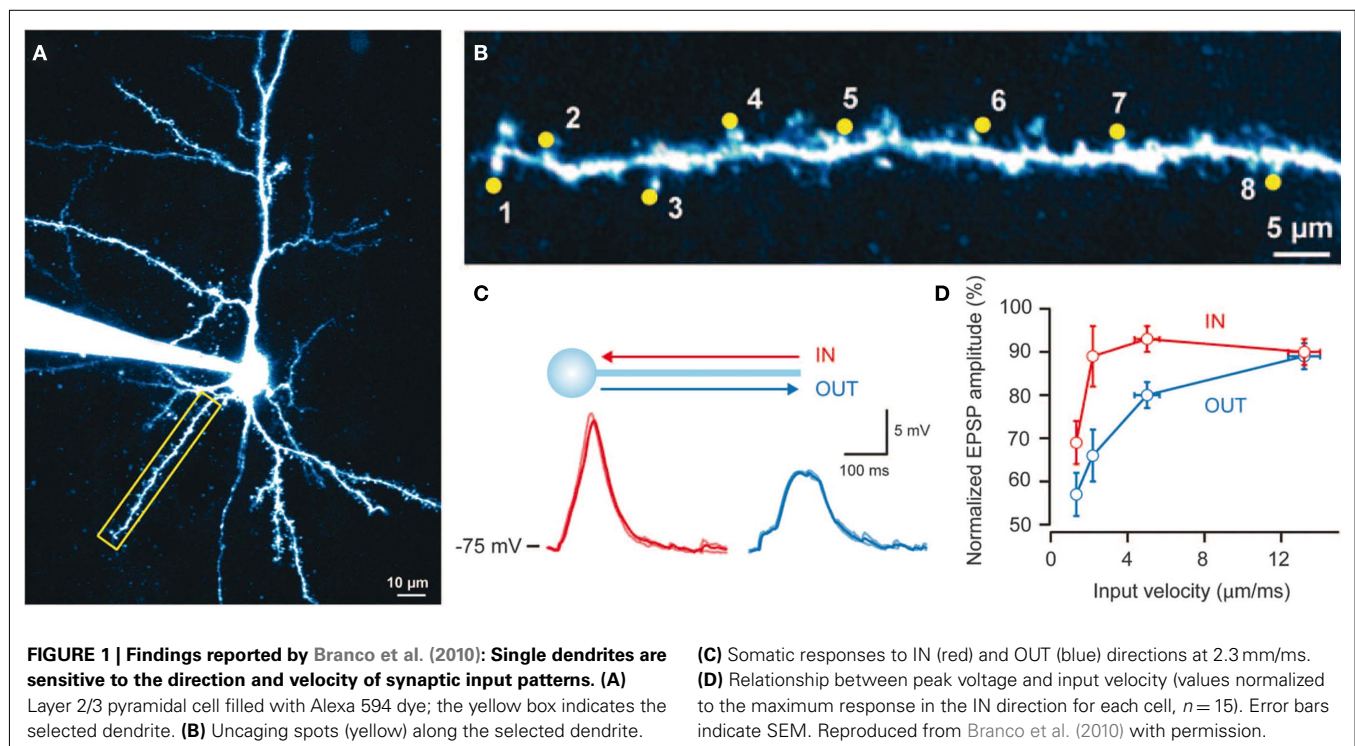 A
10 µm
B
1
2
3
4
5
6
7
8
5 µm
C
IN
OUT
5 mV
100 ms
-75 mV
D
Normalized EPSP amplitude (%)
100
90
80
70
60
50
IN
OUT
0
4
8
12
Input velocity (µm/ms)
FIGURE 1 | Findings reported by Branco et al. (2010): Single dendrites are
sensitive to the direction and velocity of synaptic input patterns. (A)
Layer 2/3 pyramidal cell filled with Alexa 594 dye; the yellow box indicates the
selected dendrite. (B) Uncaging spots (yellow) along the selected dendrite.
(C) Somatic responses to IN (red) and OUT (blue) directions at 2.3 mm/ms.
(D) Relationship between peak voltage and input velocity (values normalized
to the maximum response in the IN direction for each cell, n = 15). Error bars
indicate SEM. Reproduced from Branco et al. (2010) with permission.